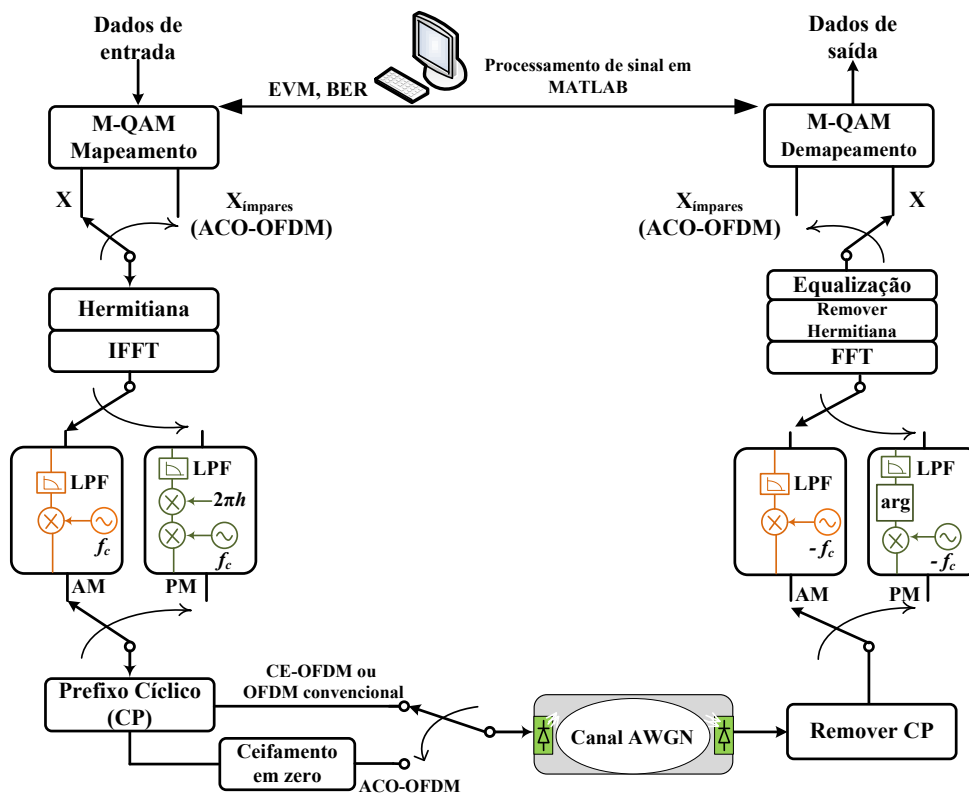 Dados de
entrada
Dados de
saída
Processamento de sinal em
MATLAB
EVM, BER
M-QAM
Mapeamento
M-QAM
Demapeamento
X
Xímpares
(ACO-OFDM)
Xímpares
(ACO-OFDM)
X
Hermitiana
IFFT
Equalização
Remover
Hermitiana
FFT
LPF
fc
AM
LPF
2πh
fc
PM
LPF
-fc
AM
LPF
arg
-fc
PM
Prefixo Cíclico
(CP)
CE-OFDM ou
OFDM convencional
Ceifamento
em zero
ACO-OFDM
Canal AWGN
Remover CP